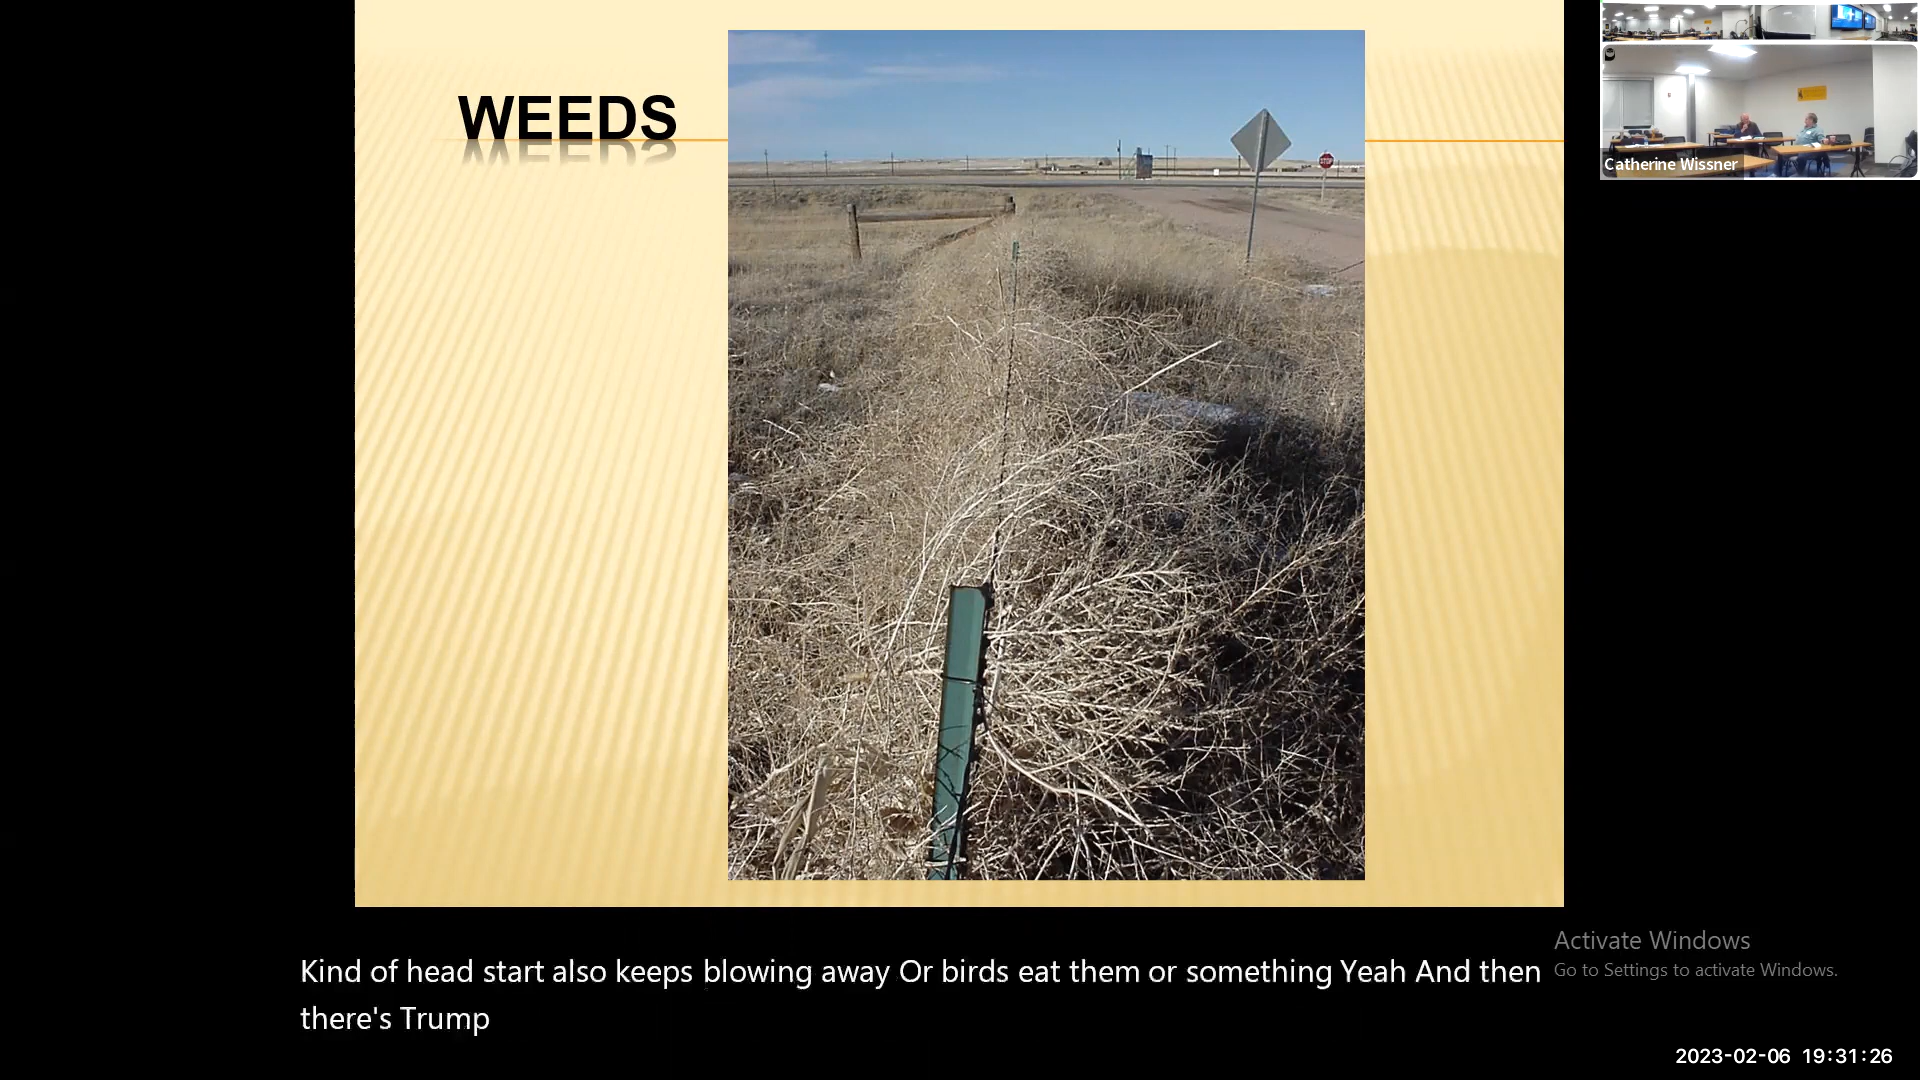 WEEDS
STOP
Catherine Wissner
Kind of head start also keeps blowing away Or birds eat them or something Yeah And then
there's Trump
Activate Windows
Go to Settings to activate Windows.
2023-02-06 19:31:26